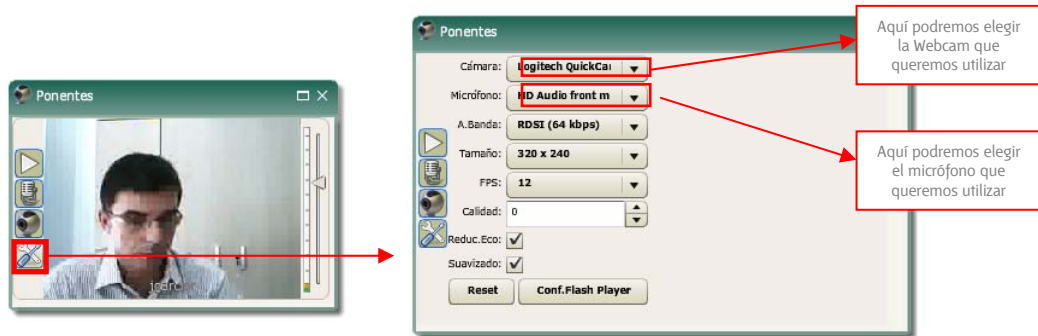 Ponentes
Ponentes
Cámara: Logitech QuickCa
Micrófono: HD Audio front m
A.Banda: RDSI (64 kbps)
Tamaño: 320 x 240
FPS: 12
Calidad: 0
Reduc.Eco:
Suavizado:
Reset Conf.Flash Player
Aquí podremos elegir
la Webcam que
queremos utilizar
Aquí podremos elegir
el micrófono que
queremos utilizar